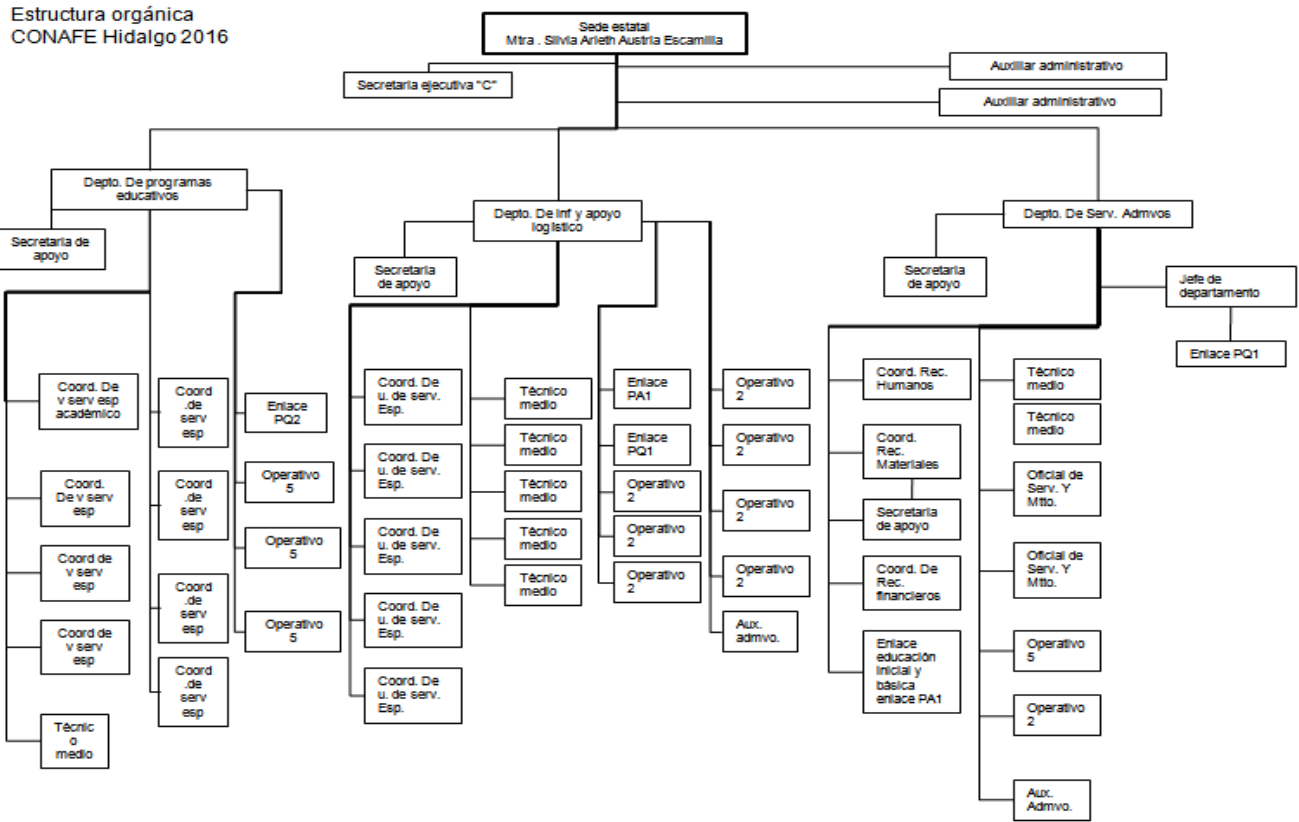 Estructura orgánica
CONAFE Hidalgo 2016
Sede estatal
Mtra . Silvia Arleth Austria Escamilla
Secretaria ejecutiva "C"
Auxiliar administrativo
Auxiliar administrativo
Depto. De programas
educativos
Secretaria de
apoyo
Depto. De Inf y apoyo
logístico
Secretaria
de apoyo
Depto. De Serv. Admvos
Secretaria
de apoyo
Jefe de
departamento
Enlace PQ1
Coord. De
v serv esp
académico
Coord.
De v serv
esp
Coord de
v serv
esp
Coord de
v serv
esp
Técnic
o
medio
Coord
.de
serv
esp
Coord
.de
serv
esp
Coord
.de
serv
esp
Coord
.de
serv
esp
Enlace
PQ2
Operativo
5
Operativo
5
Operativo
5
Coord. De
u. de serv.
Esp.
Coord. De
u. de serv.
Esp.
Coord. De
u. de serv.
Esp.
Coord. De
u. de serv.
Esp.
Coord. De
u. de serv.
Esp.
Técnico
medio
Técnico
medio
Técnico
medio
Técnico
medio
Técnico
medio
Enlace
PA1
Enlace
PQ1
Operativo
2
Operativo
2
Operativo
2
Operativo
2
Operativo
2
Operativo
2
Operativo
2
Aux.
admvo.
Coord. Rec.
Humanos
Coord.
Rec.
Materiales
Secretaria
de apoyo
Coord. De
Rec.
financieros
Enlace
educación
inicial y
básica
enlace PA1
Técnico
medio
Técnico
medio
Oficial de
Serv. Y
Mtto.
Oficial de
Serv. Y
Mtto.
Operativo
5
Operativo
2
Aux.
Admvo.